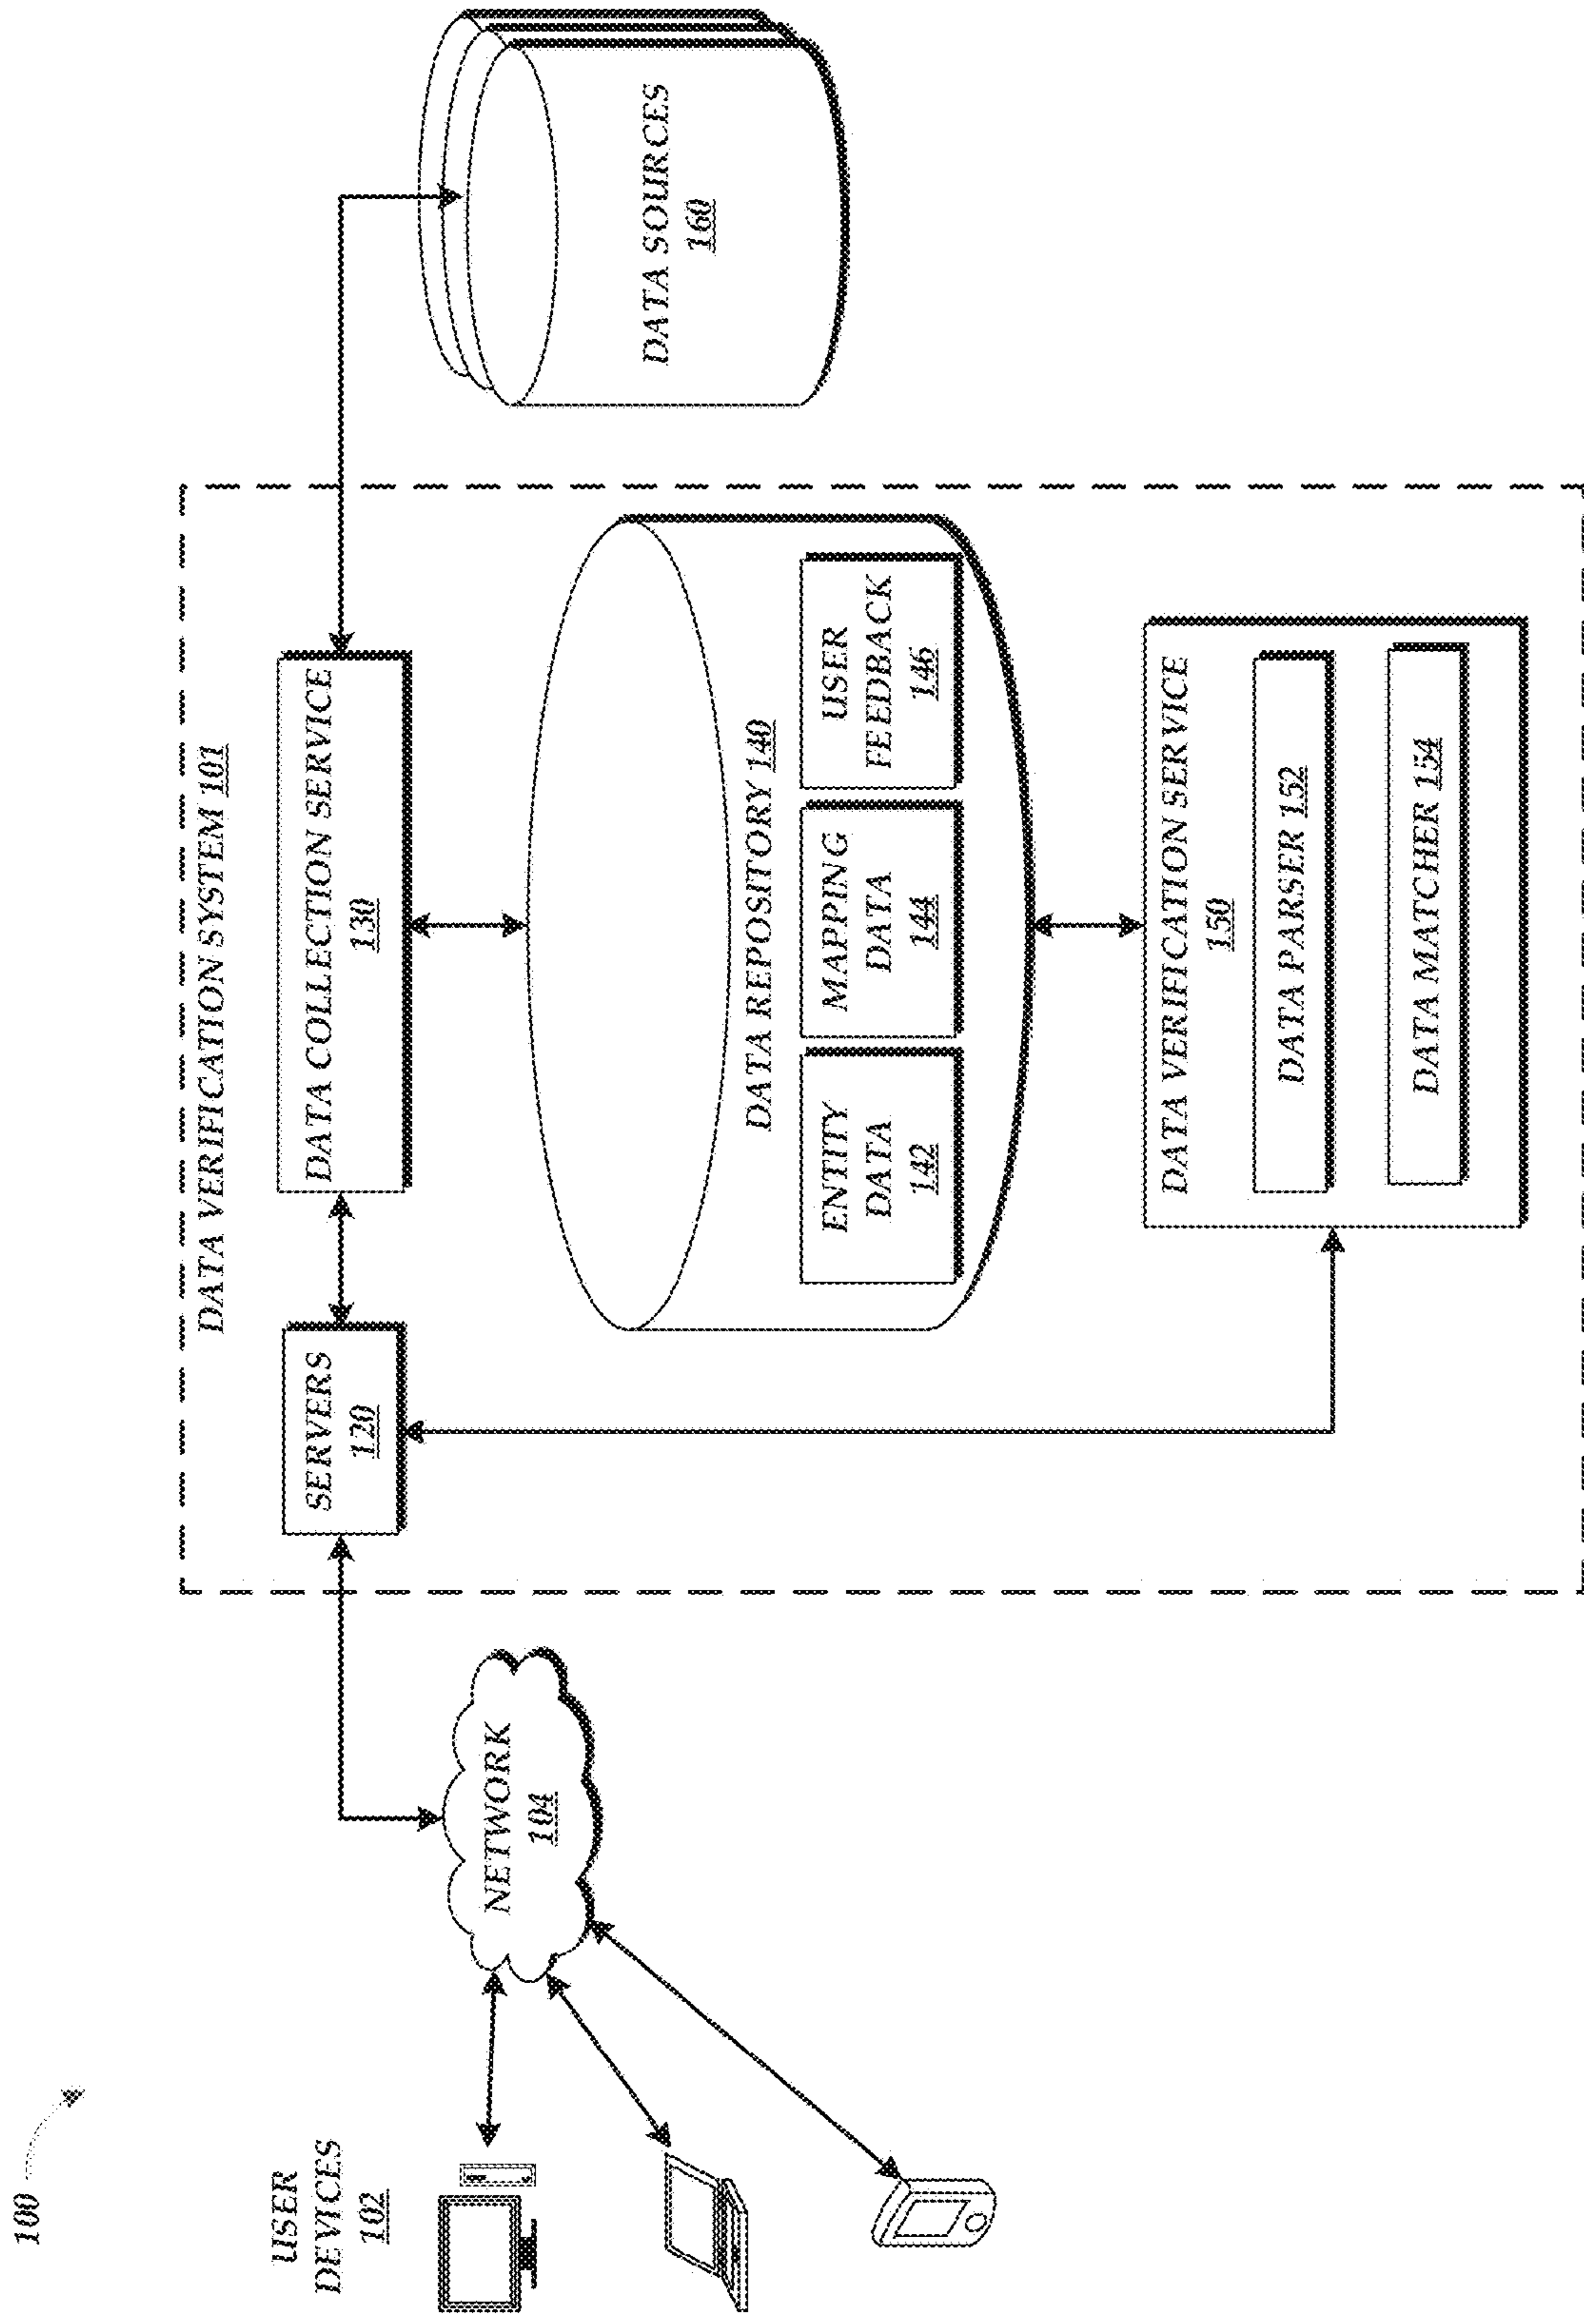 100
USER
DEVICES
102
NETWORK
104
DATA VERIFICATION SYSTEM 101
SERVERS
120
DATA COLLECTION SERVICE
130
DATA REPOSITORY 140
ENTITY
DATA
142
MAPPING
DATA
144
USER
FEEDBACK
146
DATA VERIFICATION SERVICE
150
DATA PARSER 152
DATA MATCHER 154
DATA SOURCES
160